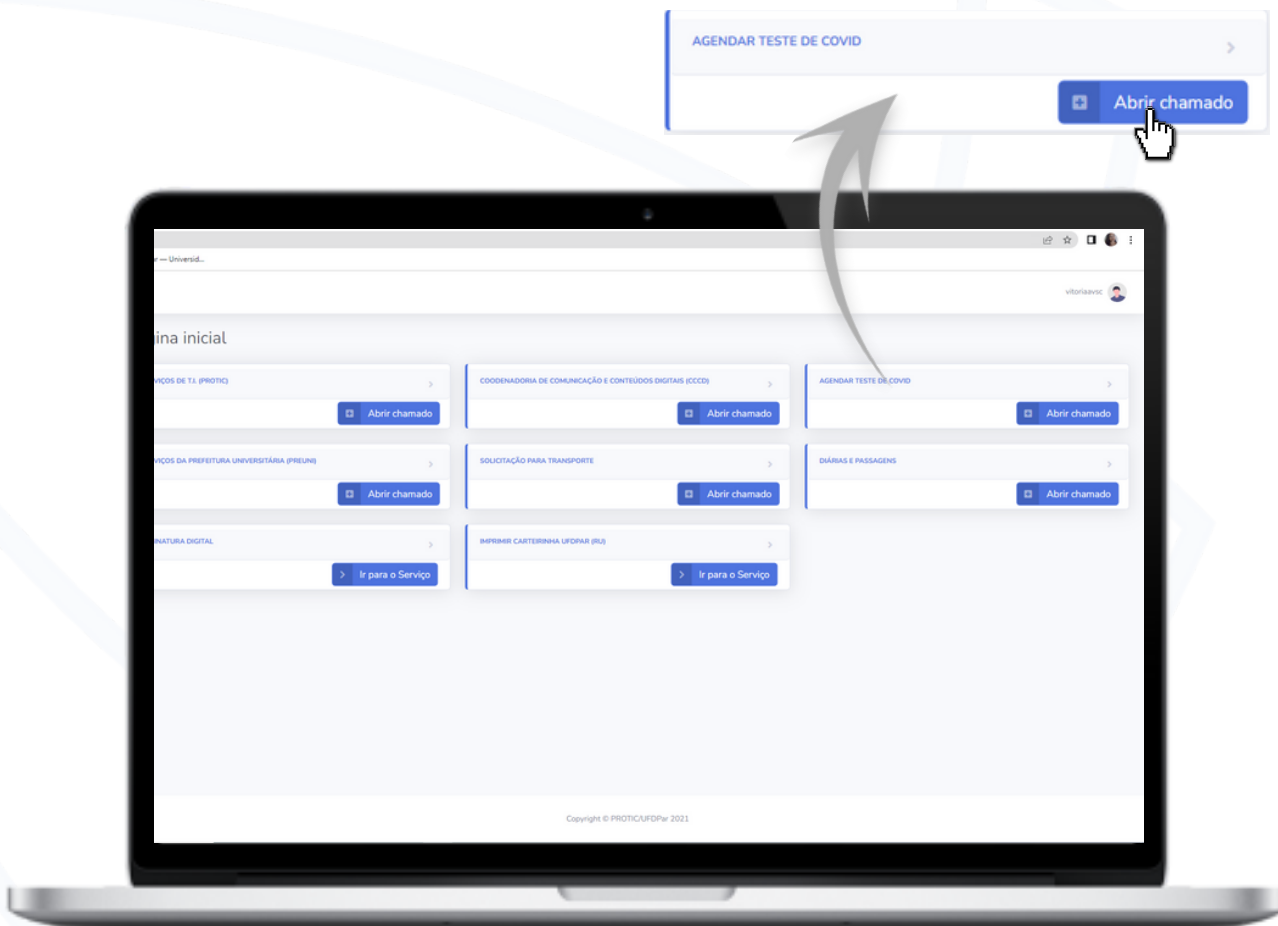 AGENDAR TESTE DE COVID
Abrir chamado
r — Universid...
vitoriaavsc
ina inicial
VIÇOS DE T.I. (PROTIC)
COODENADORIA DE COMUNICAÇÃO E CONTEÚDOS DIGITAIS (CCCD)
AGENDAR TESTE DE COVID
Abrir chamado
Abrir chamado
Abrir chamado
VIÇOS DA PREFEITURA UNIVERSITÁRIA (PREUNI)
SOLICITAÇÃO PARA TRANSPORTE
DIÁRIAS E PASSAGENS
Abrir chamado
Abrir chamado
Abrir chamado
INATURA DIGITAL
IMPRIMIR CARTEIRINHA UFDPAR (RU)
Ir para o Serviço
Ir para o Serviço
Copyright © PROTIC/UFDPar 2021